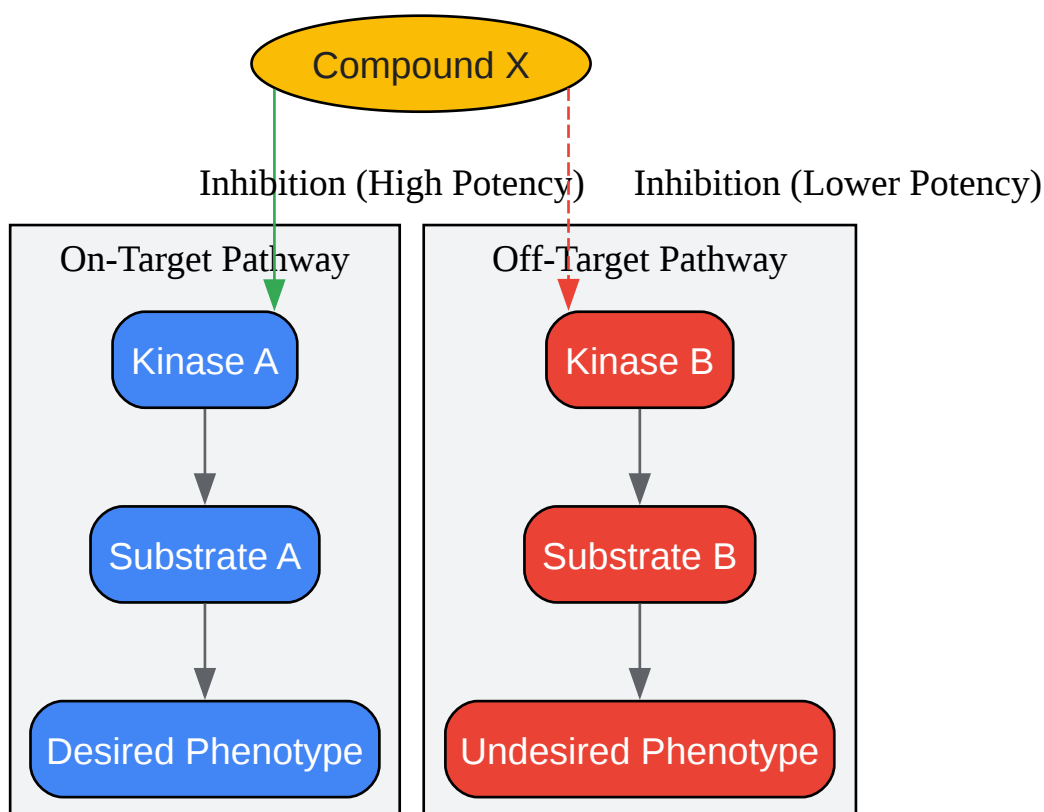 Compound X
Inhibition (High Potency)
Inhibition (Lower Potency)
On-Target Pathway
Off-Target Pathway
Kinase A
Kinase B
Substrate A
Substrate B
Desired Phenotype
Undesired Phenotype